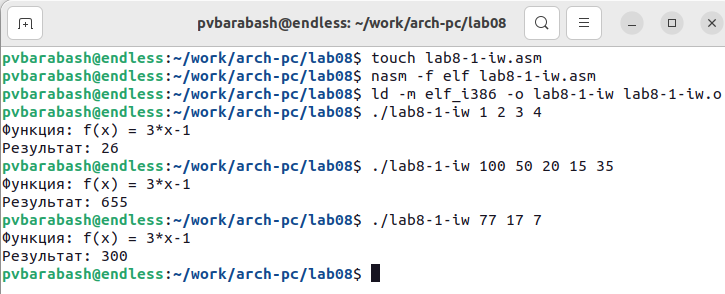 pvbarabash@endless: ~/work/arch-pc/lab08
pvbarabash@endless:~/work/arch-pc/lab08$ touch lab8-1-iw.asm
pvbarabash@endless:~/work/arch-pc/lab08$ nasm -f elf lab8-1-iw.asm
pvbarabash@endless:~/work/arch-pc/lab08$ ld -m elf_i386 -o lab8-1-iw lab8-1-iw.o
pvbarabash@endless:~/work/arch-pc/lab08$ ./lab8-1-iw 1 2 3 4
Функция: f(x) = 3*x-1
Результат: 26
pvbarabash@endless:~/work/arch-pc/lab08$ ./lab8-1-iw 100 50 20 15 35
Функция: f(x) = 3*x-1
Результат: 655
pvbarabash@endless:~/work/arch-pc/lab08$ ./lab8-1-iw 77 17 7
Функция: f(x) = 3*x-1
Результат: 300
pvbarabash@endless:~/work/arch-pc/lab08$